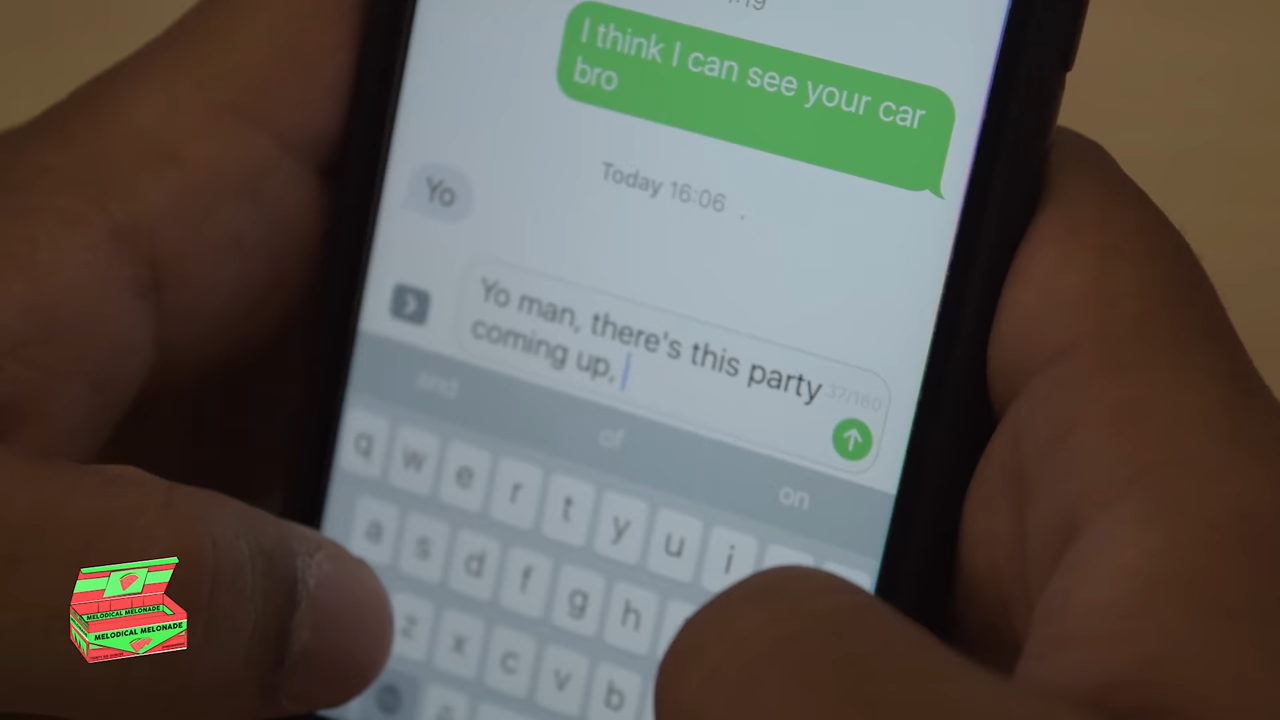 I think I can see your car
bro
Today 16:06
Yo
Yo man, there's this party
coming up,
37/160
and
of
on
q w e r t y u i
a s d f g h
z x c v b
MELODICAL MELONADE
MELODICAL MELONADE